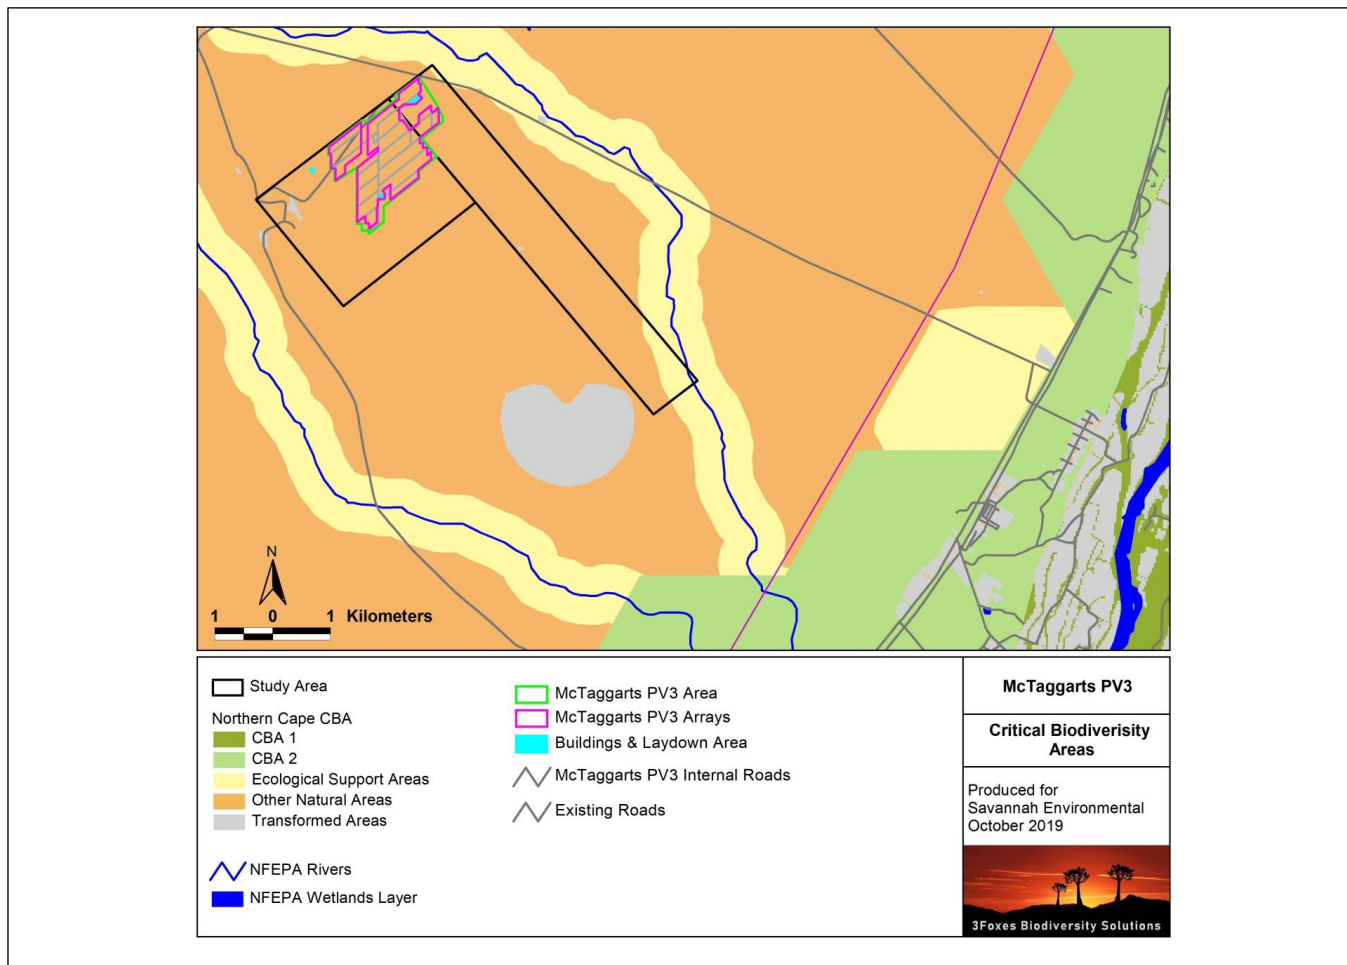 N
1 0 1 Kilometers
Study Area
Northern Cape CBA
CBA 1
CBA 2
Ecological Support Areas
Other Natural Areas
Transformed Areas
NFEPA Rivers
NFEPA Wetlands Layer
McTaggarts PV3 Area
McTaggarts PV3 Arrays
Buildings & Laydown Area
McTaggarts PV3 Internal Roads
Existing Roads
McTaggarts PV3
Critical Biodiverisity
Areas
Produced for
Savannah Environmental
October 2019
3Foxes Biodiversity Solutions